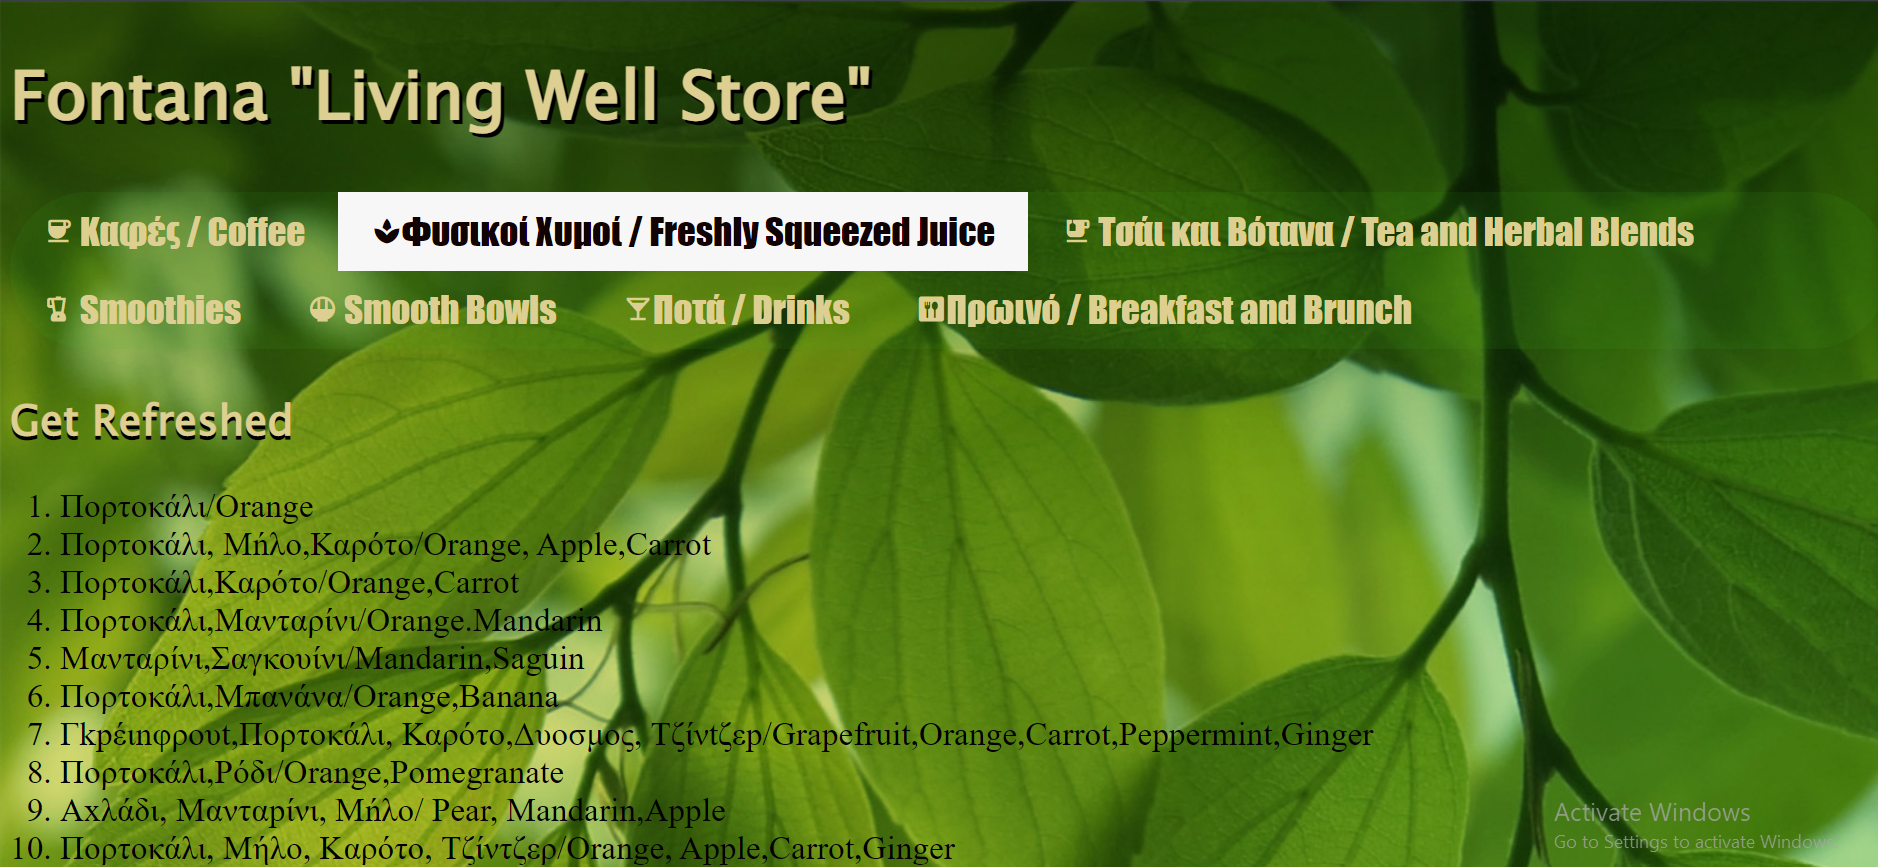 Fontana "Living Well Store"
Καφές / Coffee Φυσικοί Χυμοί / Freshly Squeezed Juice Τσάι και Βότανα / Tea and Herbal Blends
Smoothies Smooth Bowls Ποτά / Drinks Πρωινό / Breakfast and Brunch
Get Refreshed
1. Πορτοκάλι/Orange
2. Πορτοκάλι, Μήλο,Καρότο/Orange, Apple,Carrot
3. Πορτοκάλι,Καρότο/Orange,Carrot
4. Πορτοκάλι,Μανταρίνι/Orange.Mandarin
5. Μανταρίνι,Σαγκουίνι/Mandarin,Saguin
6. Πορτοκάλι,Μπανάνα/Orange,Banana
7. Γkρέιnφρουt,Πορτοκάλι, Καρότο,Δυοσμος, Τζίνtζερ/Grapefruit,Orange,Carrot,Peppermint,Ginger
8. Πορτοκάλι,Ρόδι/Orange,Pomegranate
9. Αχλάδι, Μανταρίνι, Μήλο/ Pear, Mandarin,Apple
10. Πορτοκάλι, Μήλο, Καρότο, Τζίντζερ/Orange, Apple,Carrot,Ginger
Activate Windows
Go to Settings to activate Windows.